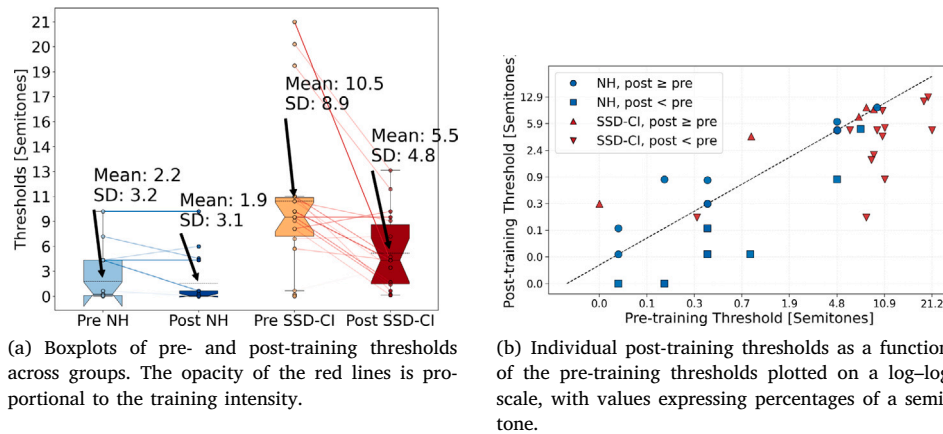 21
20
19
17
16
14
13
11
9
6
3
0
Thresholds [Semitones]
Mean: 10.5
SD: 8.9
Mean: 5.5
SD: 4.8
Mean: 2.2
SD: 3.2
Mean: 1.9
SD: 3.1
Pre NH
Post NH
Pre SSD-CI
Post SSD-CI
(a) Boxplots of pre- and post-training thresholds
across groups. The opacity of the red lines is pro-
portional to the training intensity.
Post-training Threshold [Semitones]
NH, post ≥ pre
NH, post < pre
SSD-CI, post ≥ pre
SSD-CI, post < pre
12.9
5.9
2.4
0.9
0.3
0.1
0.0
0.0
0.0 0.1 0.3 0.7 1.9 4.8 10.9 21.2
Pre-training Threshold [Semitones]
(b) Individual post-training thresholds as a function
of the pre-training thresholds plotted on a log–log
scale, with values expressing percentages of a semi-
tone.